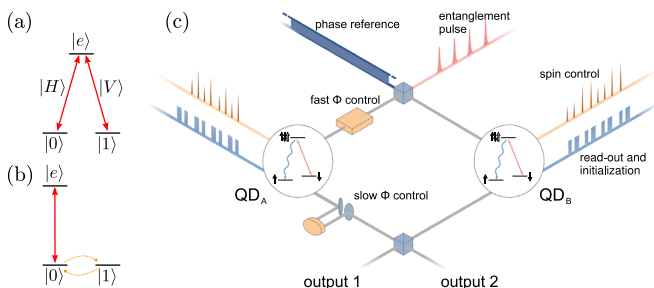 (a)
|e⟩
|H⟩
|V⟩
|0⟩
|1⟩
(b)
|e⟩
|0⟩
|1⟩
(c)
phase reference
entanglement
pulse
fast Φ control
spin control
read-out and
initialization
QD_A
QD_B
slow Φ control
output 1
output 2